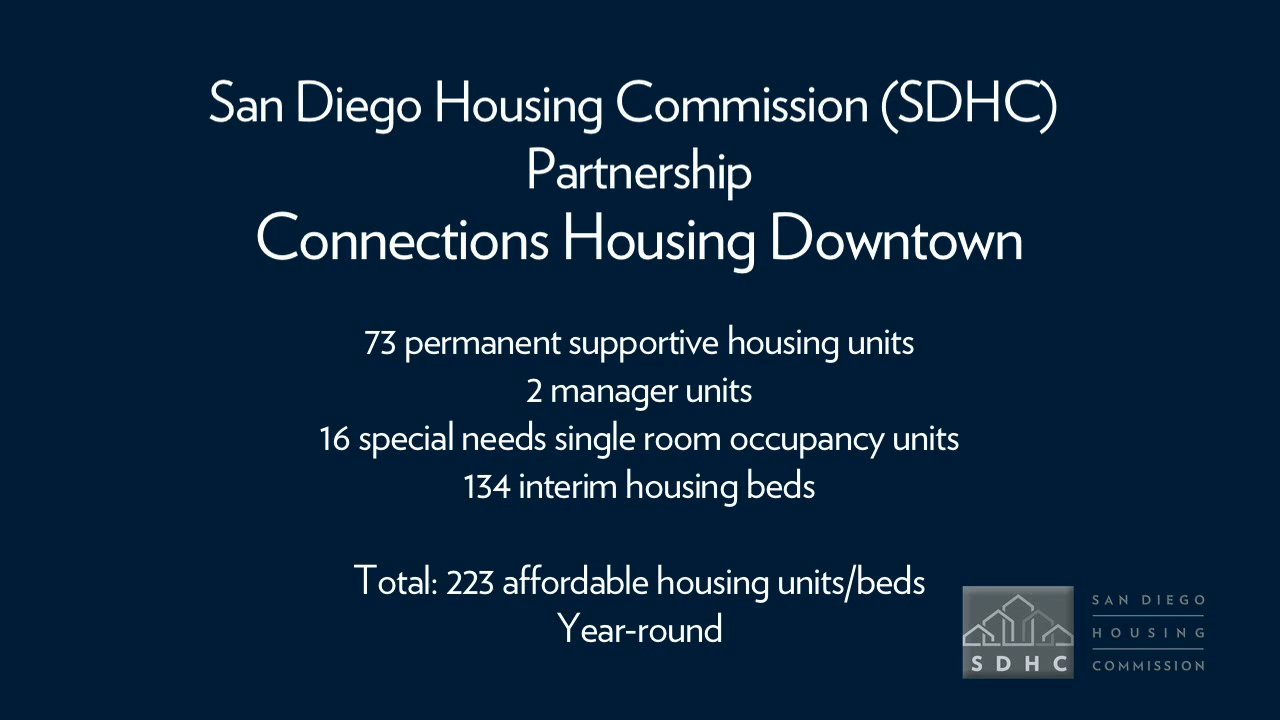 San Diego Housing Commission (SDHC)
Partnership
Connections Housing Downtown
73 permanent supportive housing units
2 manager units
16 special needs single room occupancy units
134 interim housing beds
Total: 223 affordable housing units/beds
Year-round
SDHC
SAN DIEGO
HOUSING
COMMISSION